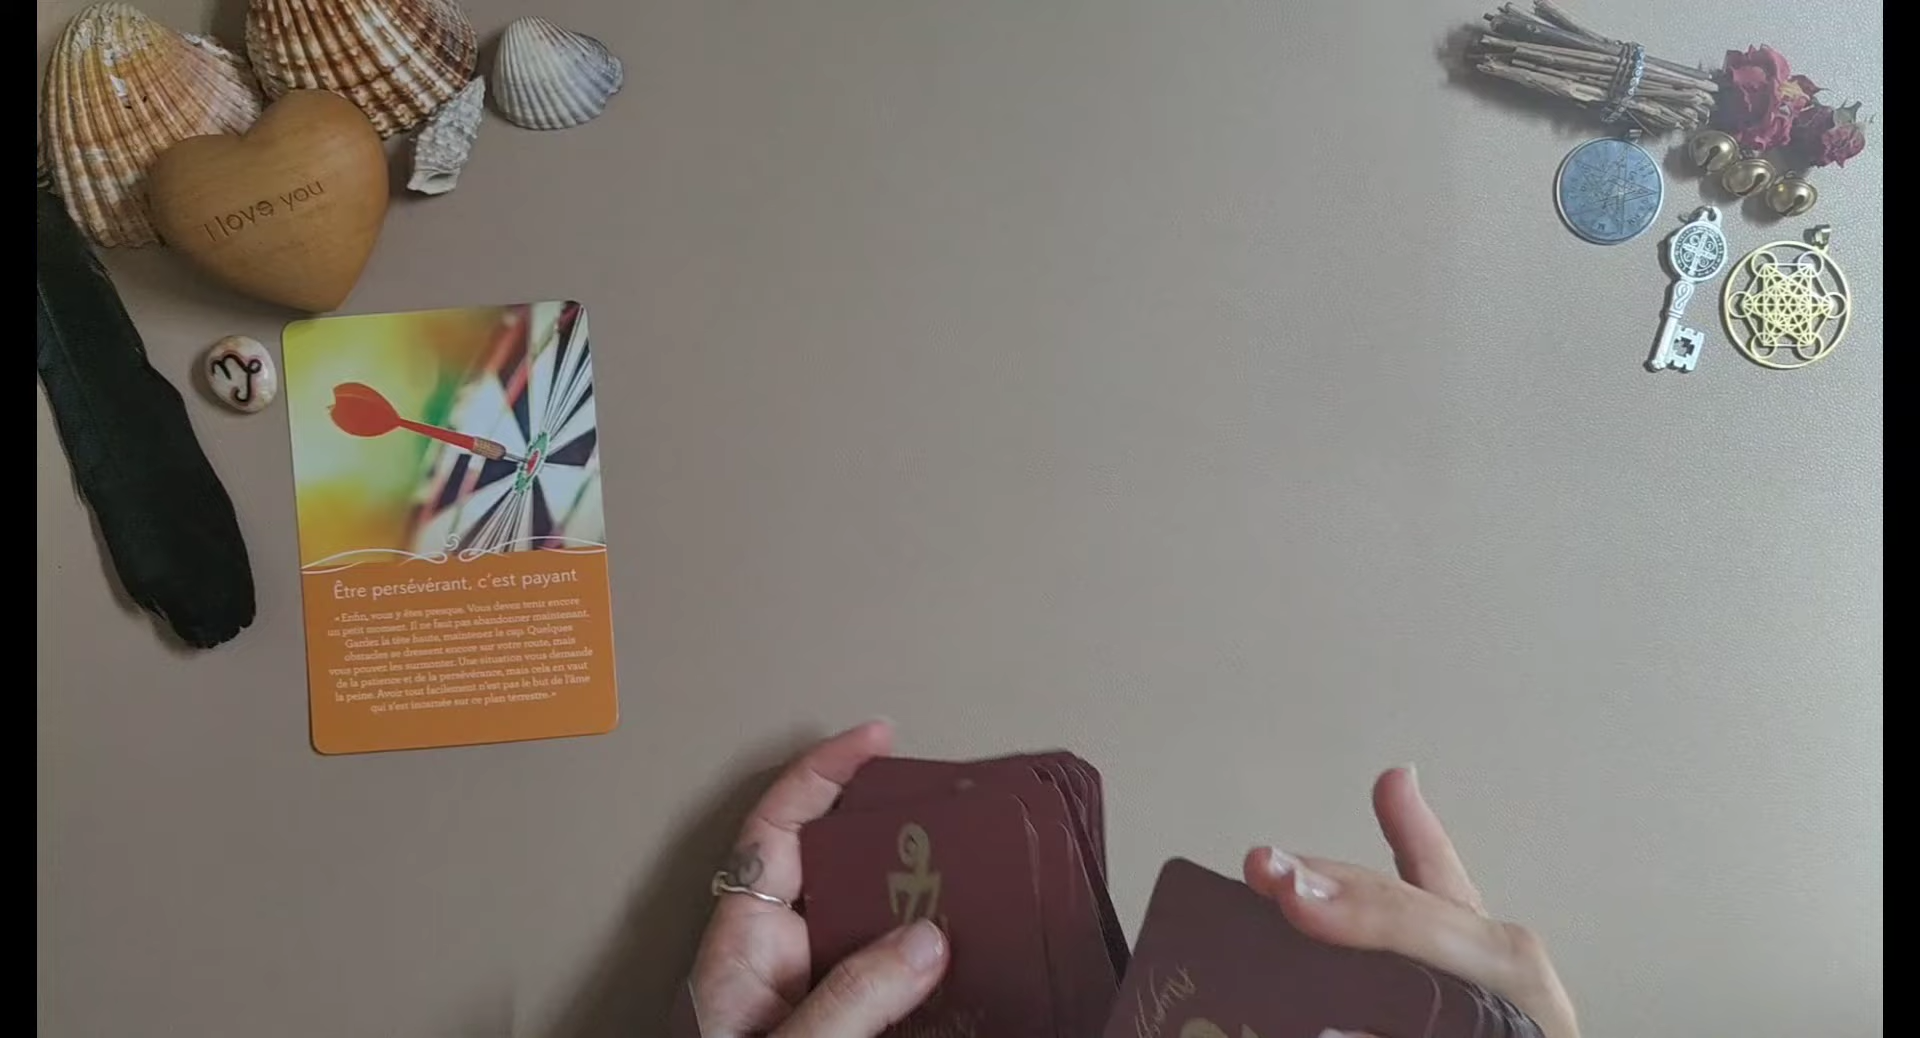 I love you
Être persévérant, c'est payant
«Enfin, vous y êtes presque. Vous devez tenir encore
un petit moment. Il ne faut pas abandonner maintenant.
Gardez la tête haute, maintenez le cap. Quelques
obstacles se dressent encore sur votre route, mais
vous pouvez les surmonter. Une situation vous demande
de la patience et de la persévérance, mais cela en vaut
la peine. Avoir tout facilement n'est pas le but de l'âme
qui s'est incarnée sur ce plan terrestre.»